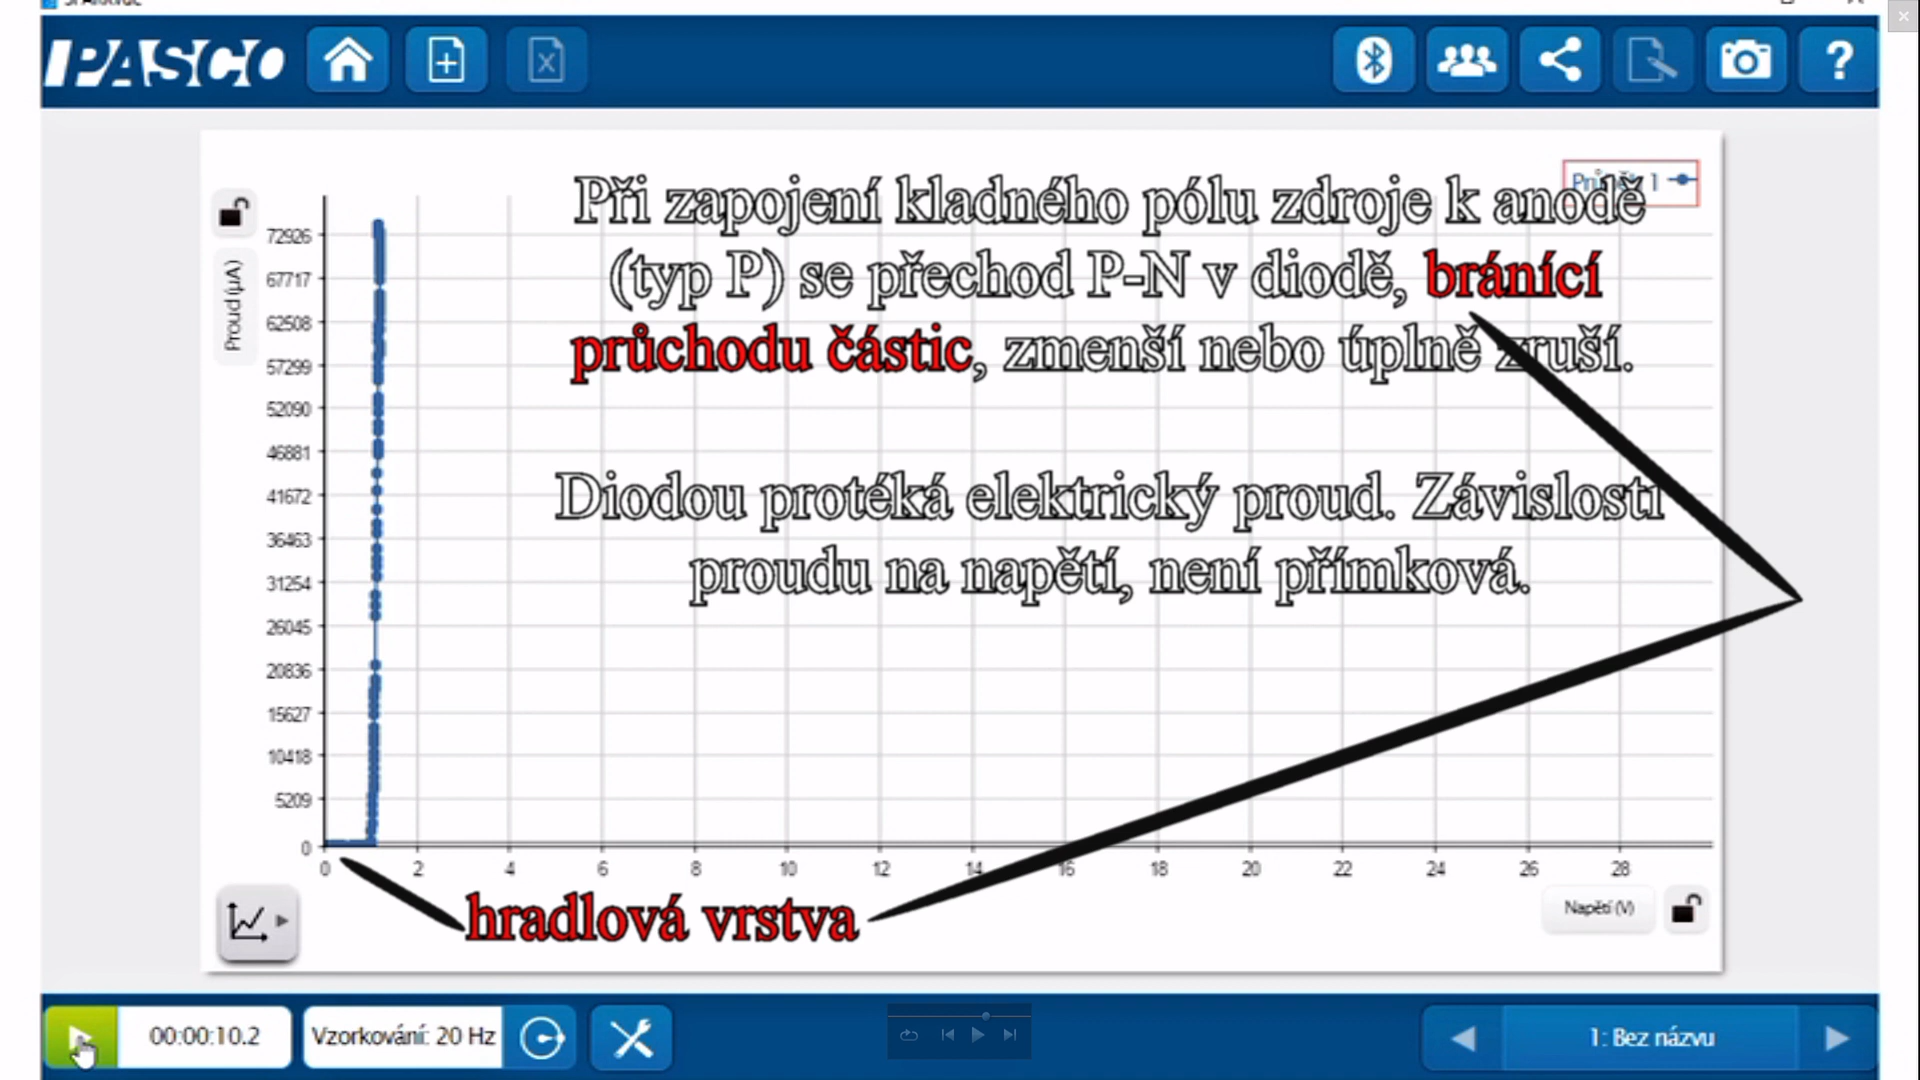 PASCO
?
Průběh 1
Při zapojení kladného pólu zdroje k anodě
(typ P) se přechod P-N v diodě, bránící
průchodu částic, zmenší nebo úplně zruší.
Diodou protéká elektrický proud. Závislosti
proudu na napětí, není přímková.
Proud (µA)
72926
67717
62508
57299
52090
46881
41672
36463
31254
26045
20836
15627
10418
5209
0
0 2 4 6 8 10 12 14 16 18 20 22 24 26 28
Napětí (V)
hradlová vrstva
00:00:10.2
Vzorkování: 20 Hz
1: Bez názvu